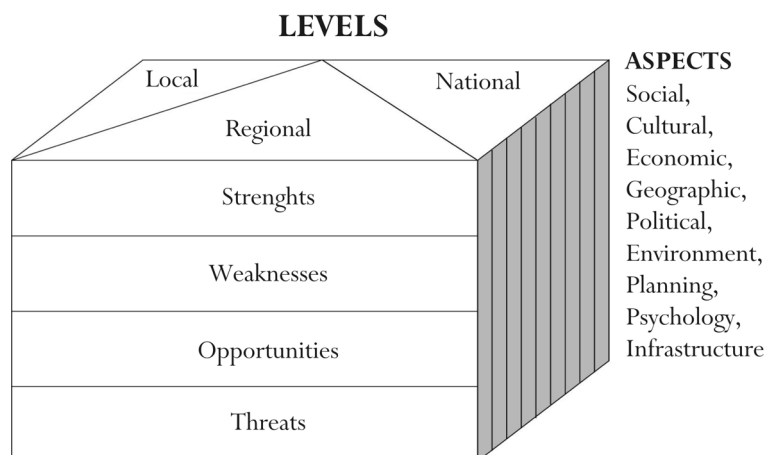 LEVELS
Local
National
Regional
Strenghts
Weaknesses
Opportunities
Threats
ASPECTS
Social,
Cultural,
Economic,
Geographic,
Political,
Environment,
Planning,
Psychology,
Infrastructure